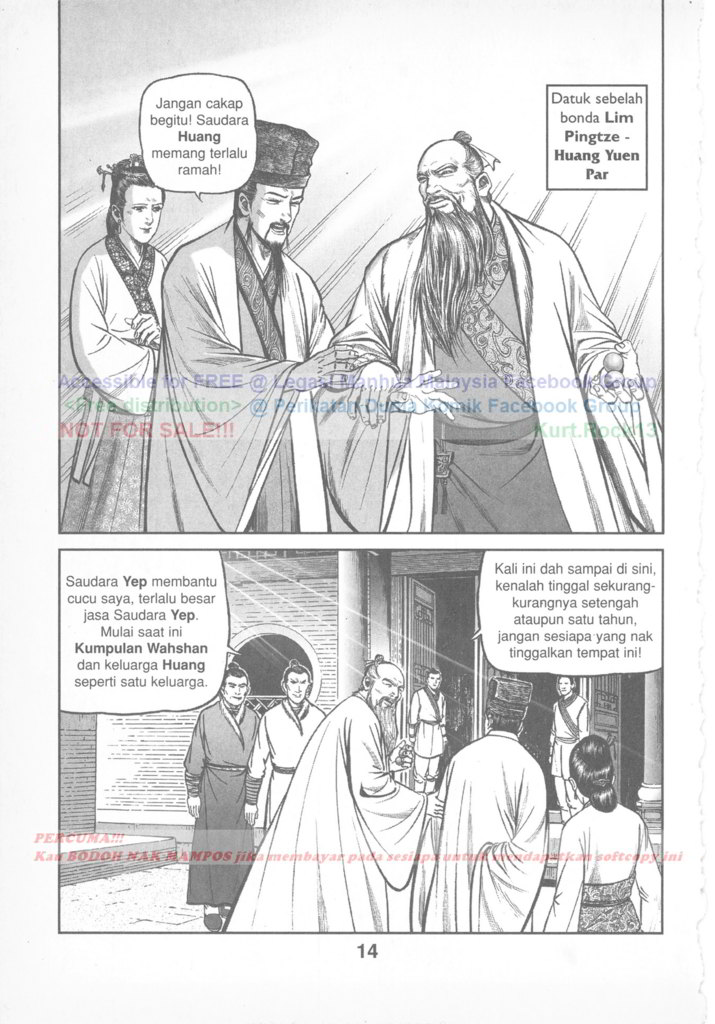 Jangan cakap
begitu! Saudara
Huang
memang terlalu
ramah!
Datuk sebelah
bonda Lim
Pingtze -
Huang Yuen
Par
Accessible for FREE @ Legasi Manhua Malaysia Facebook Group
<Free distribution> @ Perikatan Dunia Komik Facebook Group
NOT FOR SALE!!!
Kurt.Rock13
Saudara Yep membantu
cucu saya, terlalu besar
jasa Saudara Yep.
Mulai saat ini
Kumpulan Wahshan
dan keluarga Huang
seperti satu keluarga.
Kali ini dah sampai di sini,
kenalah tinggal sekurang-
kurangnya setengah
ataupun satu tahun,
jangan sesiapa yang nak
tinggalkan tempat ini!
PERCUMA!!!
Kau BODOH NAK MAMPOS jika membayar pada sesiapa untuk mendapatkan softcopy ini
14